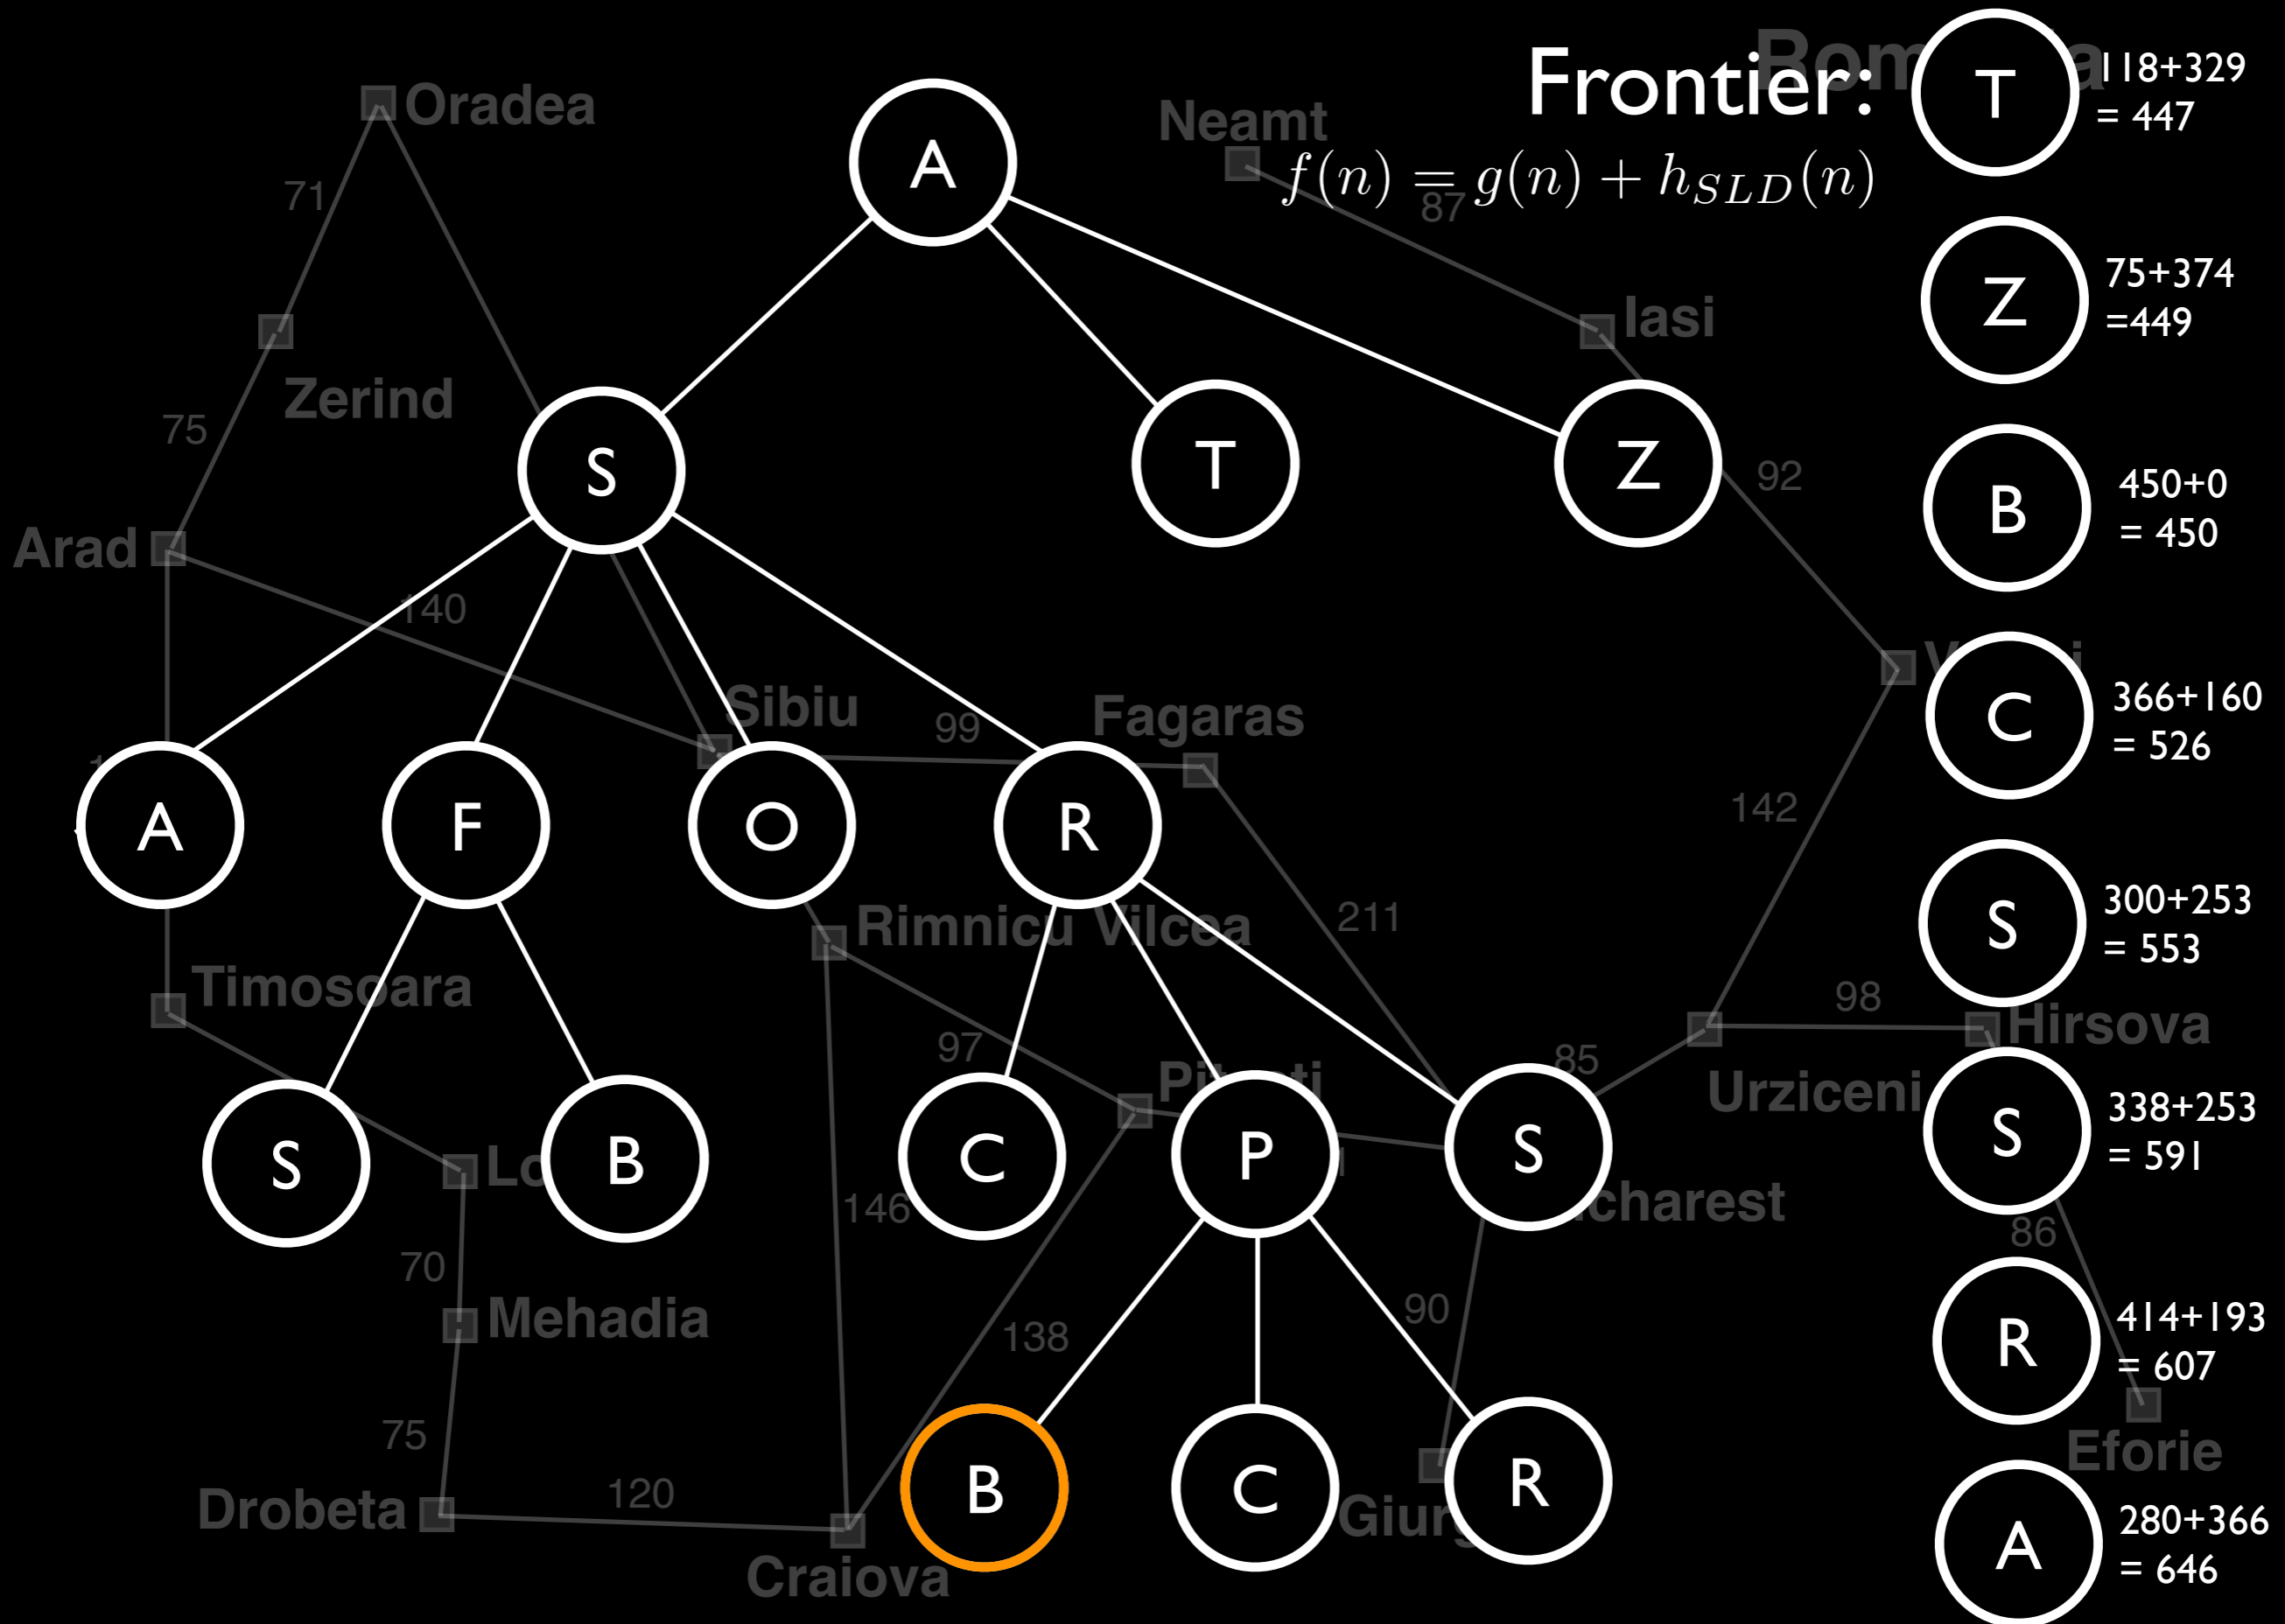 Frontier:
f(n) = g(n) + h_{SLD}(n)
T
118+329
= 447
Z
75+374
=449
B
450+0
= 450
C
366+160
= 526
S
300+253
= 553
S
338+253
= 591
R
414+193
= 607
A
280+366
= 646
A
S
T
Z
A
F
O
R
S
B
C
P
S
B
C
R
Oradea
Neamt
71
87
Zerind
Iasi
75
92
Arad
140
Sibiu
99
Fagaras
142
Rimnicu Vilcea
211
Timisoara
98
Hirsova
97
85
Urziceni
146
86
70
Mehadia
138
90
75
Drobeta
120
Eforie
Craiova